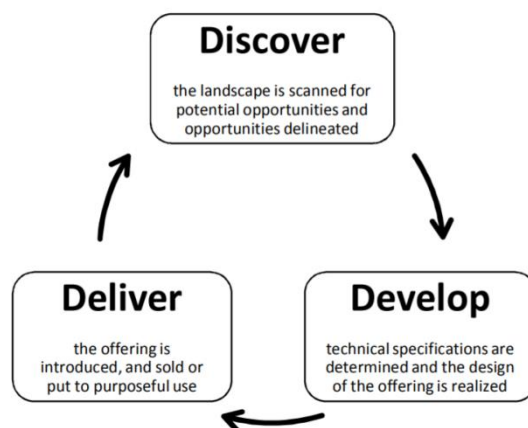 Discover
the landscape is scanned for
potential opportunities and
opportunities delineated
Deliver
the offering is
introduced, and sold or
put to purposeful use
Develop
technical specifications are
determined and the design
of the offering is realized